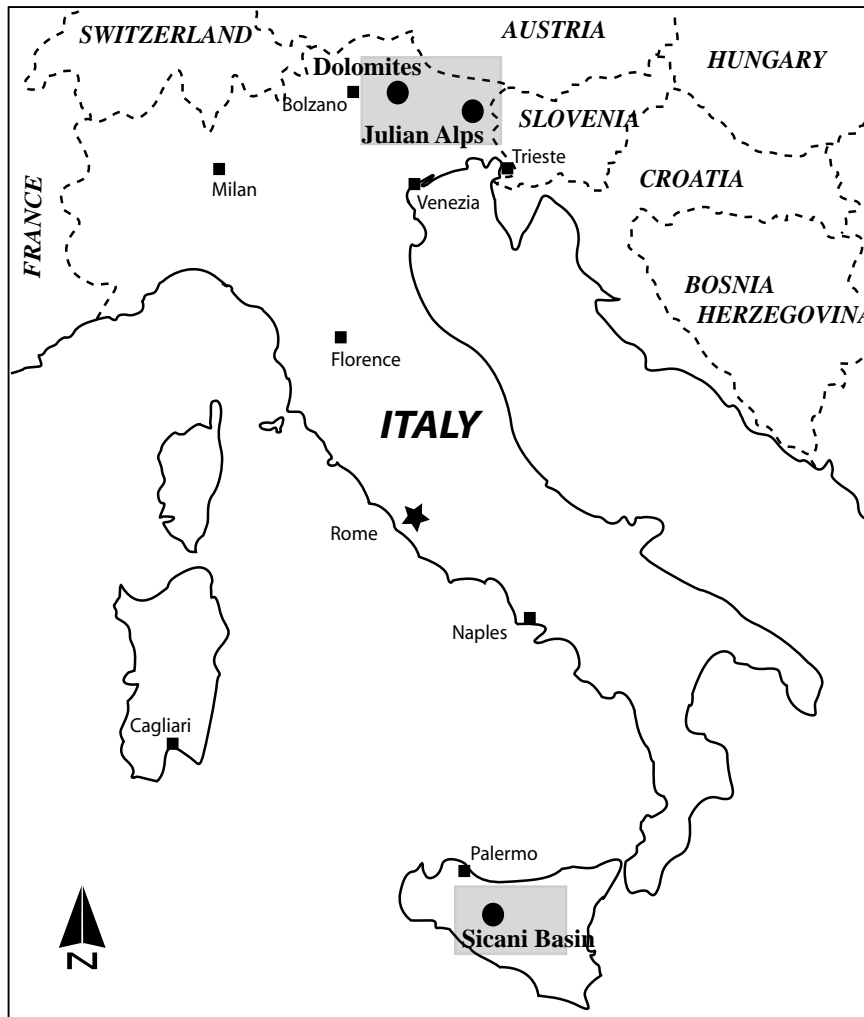 SWITZERLAND
AUSTRIA
HUNGARY
Dolomites
Bolzano
Julian Alps
SLOVENIA
Trieste
Milan
Venezia
CROATIA
FRANCE
BOSNIA
HERZEGOVINA
Florence
ITALY
Rome
Naples
Cagliari
Palermo
Sicani Basin
N